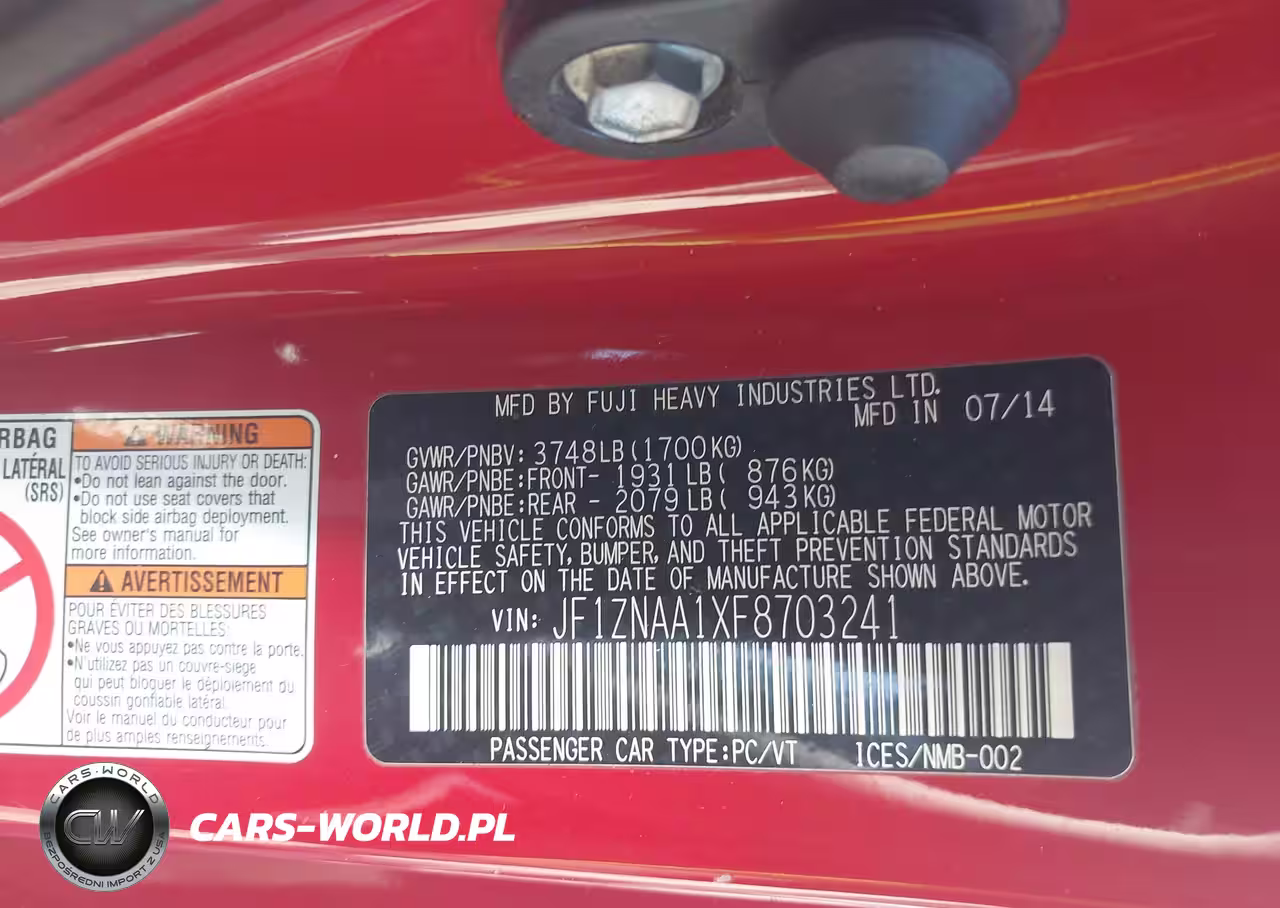 MFD BY FUJI HEAVY INDUSTRIES LTD.
MFD IN 07/14
GVWR/PNBV: 3748LB(1700KG)
GAWR/PNBE:FRONT- 1931LB( 876KG)
GAWR/PNBE:REAR - 2079LB( 943KG)
THIS VEHICLE CONFORMS TO ALL APPLICABLE FEDERAL MOTOR
VEHICLE SAFETY, BUMPER, AND THEFT PREVENTION STANDARDS
IN EFFECT ON THE DATE OF MANUFACTURE SHOWN ABOVE.
VIN: JF1ZNAA1XF8703241
PASSENGER CAR TYPE:PC/VT ICES/NMB-002
RBAG
LATÉRAL
(SRS)
WARNING
TO AVOID SERIOUS INJURY OR DEATH:
•Do not lean against the door.
•Do not use seat covers that
block side airbag deployment.
See owner's manual for
more information.
AVERTISSEMENT
POUR ÉVITER DES BLESSURES
GRAVES OU MORTELLES:
•Ne vous appuyez pas contre la porte.
•N'utilizez pas un couvre-siege
qui peut bloquer le déploiement du
coussin gonflable latéral.
Voir le manuel du conducteur pour
de plus amples renseignements.
CARS-WORLD
CW
BEZPOŚREDNI IMPORT Z USA
CARS-WORLD.PL